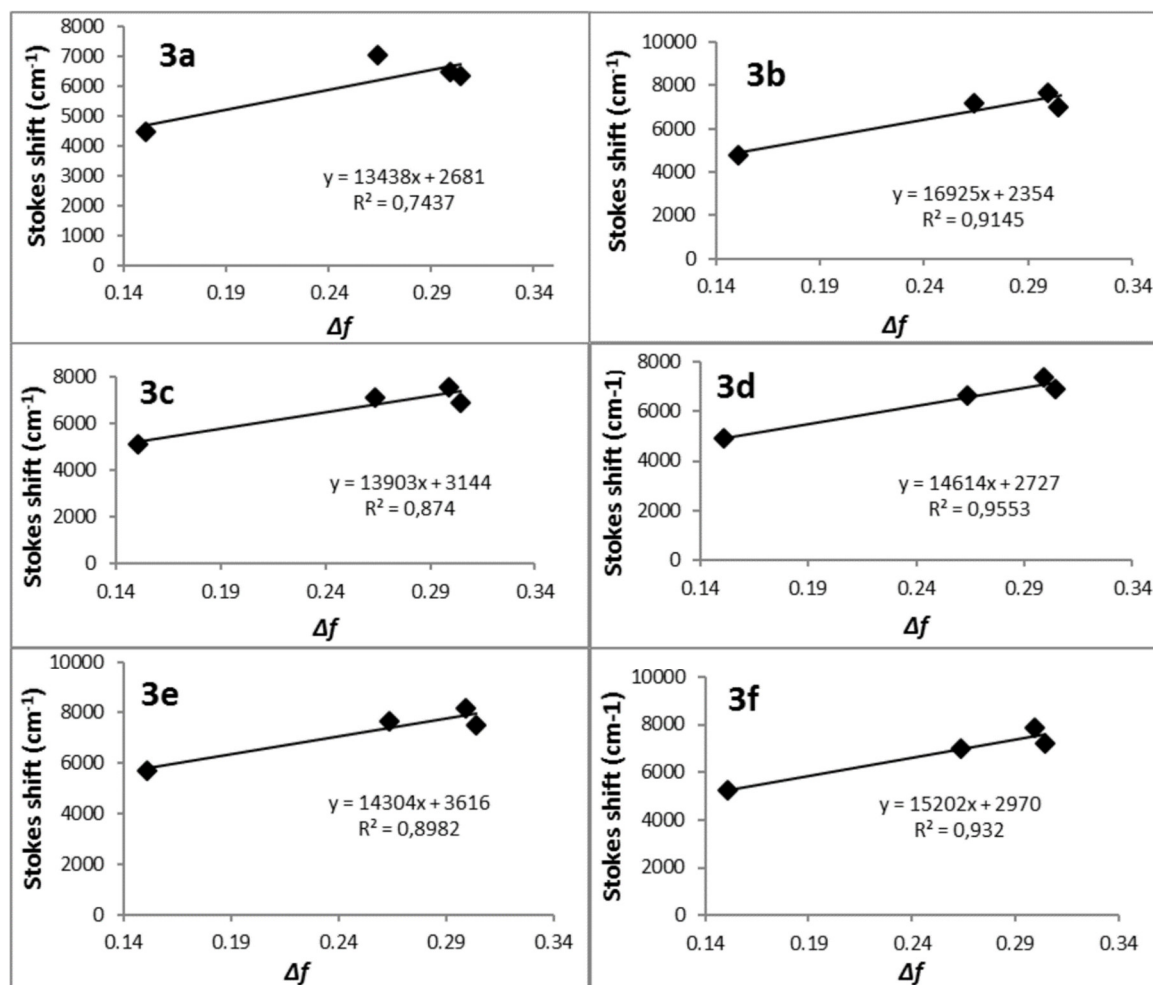 3a
Stokes shift (cm-1)
8000
7000
6000
5000
4000
3000
2000
1000
0
y = 13438x + 2681
R² = 0,7437
0.14 0.19 0.24 0.29 0.34
Δf
3b
Stokes shift (cm-1)
10000
8000
6000
4000
2000
0
y = 16925x + 2354
R² = 0,9145
0.14 0.19 0.24 0.29 0.34
Δf
3c
Stokes shift (cm-1)
8000
6000
4000
2000
0
y = 13903x + 3144
R² = 0,874
0.14 0.19 0.24 0.29 0.34
Δf
3d
Stokes shift (cm-1)
8000
6000
4000
2000
0
y = 14614x + 2727
R² = 0,9553
0.14 0.19 0.24 0.29 0.34
Δf
3e
Stokes shift (cm-1)
10000
8000
6000
4000
2000
0
y = 14304x + 3616
R² = 0,8982
0.14 0.19 0.24 0.29 0.34
Δf
3f
Stokes shift (cm-1)
10000
8000
6000
4000
2000
0
y = 15202x + 2970
R² = 0,932
0.14 0.19 0.24 0.29 0.34
Δf